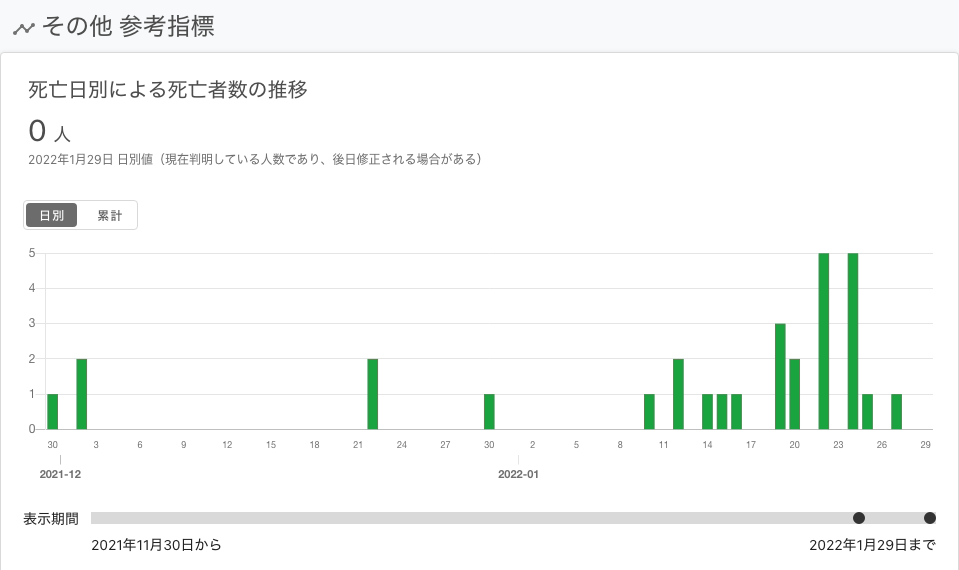 その他 参考指標
死亡日別による死亡者数の推移
0 人
2022年1月29日 日別値（現在判明している人数であり、後日修正される場合がある）
日別 累計
5
4
3
2
1
0
30 3 6 9 12 15 18 21 24 27 30 2 5 8 11 14 17 20 23 26 29
2021-12 2022-01
表示期間
2021年11月30日から 2022年1月29日まで